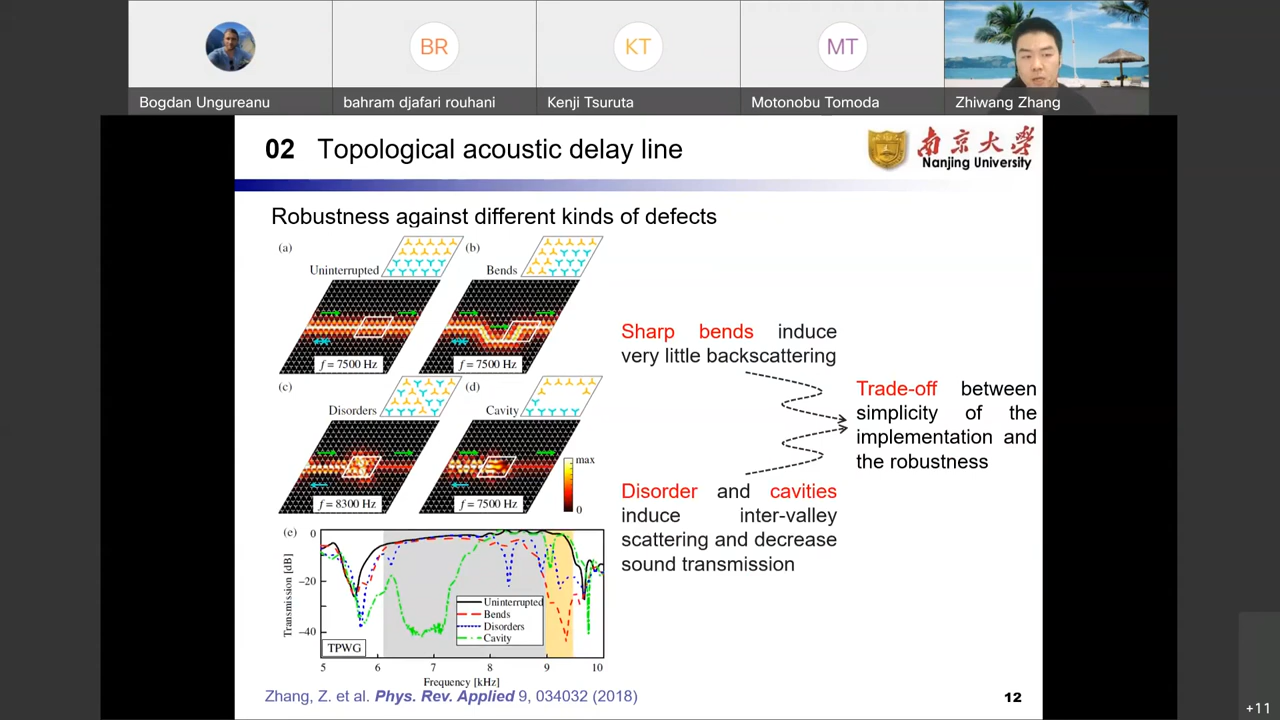 BR
KT
MT
Bogdan Ungureanu
bahram djafari rouhani
Kenji Tsuruta
Motonobu Tomoda
Zhiwang Zhang
02 Topological acoustic delay line
南京大學
Nanjing University
Robustness against different kinds of defects
(a)
Uninterrupted
f = 7500 Hz
(b)
Bends
f = 7500 Hz
(c)
Disorders
f = 8300 Hz
(d)
Cavity
f = 7500 Hz
max
0
(e)
Transmission [dB]
0
−20
−40
Uninterrupted
Bends
Disorders
Cavity
TPWG
5 6 7 8 9 10
Frequency [kHz]
Sharp bends induce
very little backscattering
Disorder and cavities
induce inter-valley
scattering and decrease
sound transmission
Trade-off between
simplicity of the
implementation and
the robustness
Zhang, Z. et al. Phys. Rev. Applied 9, 034032 (2018)
12
+11